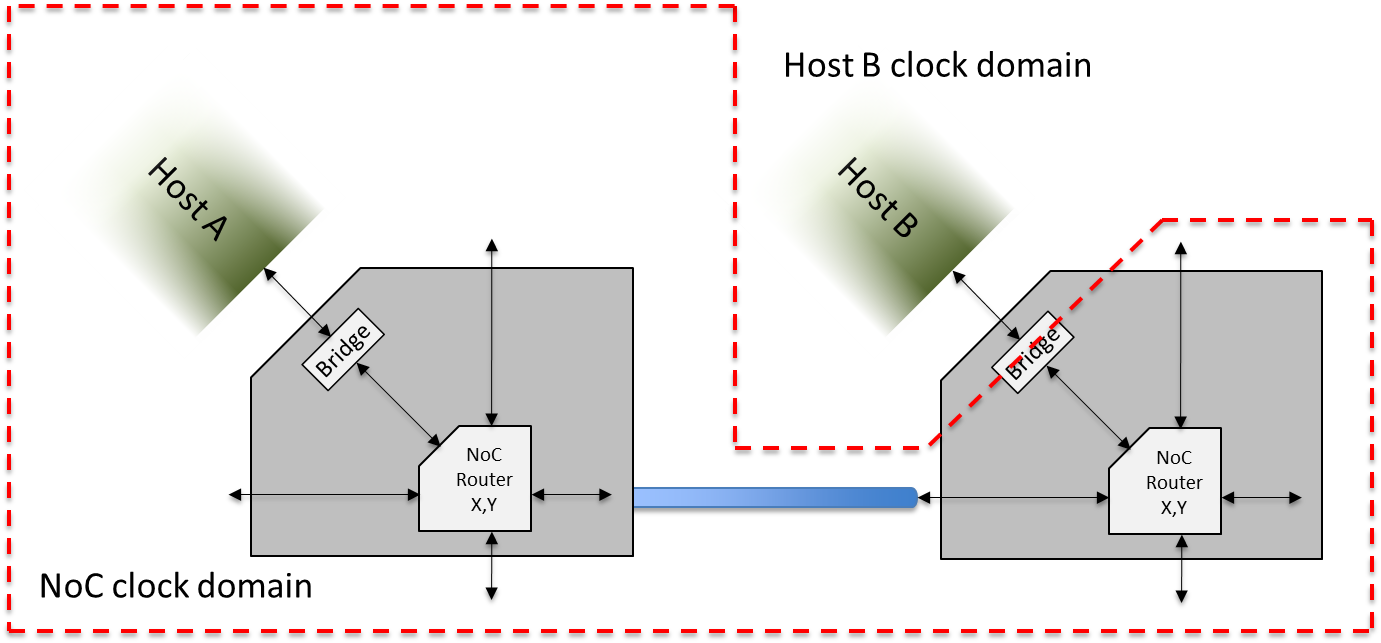 Host B clock domain
Host A
Host B
Bridge
Bridge
NoC
Router
X,Y
NoC
Router
X,Y
NoC clock domain